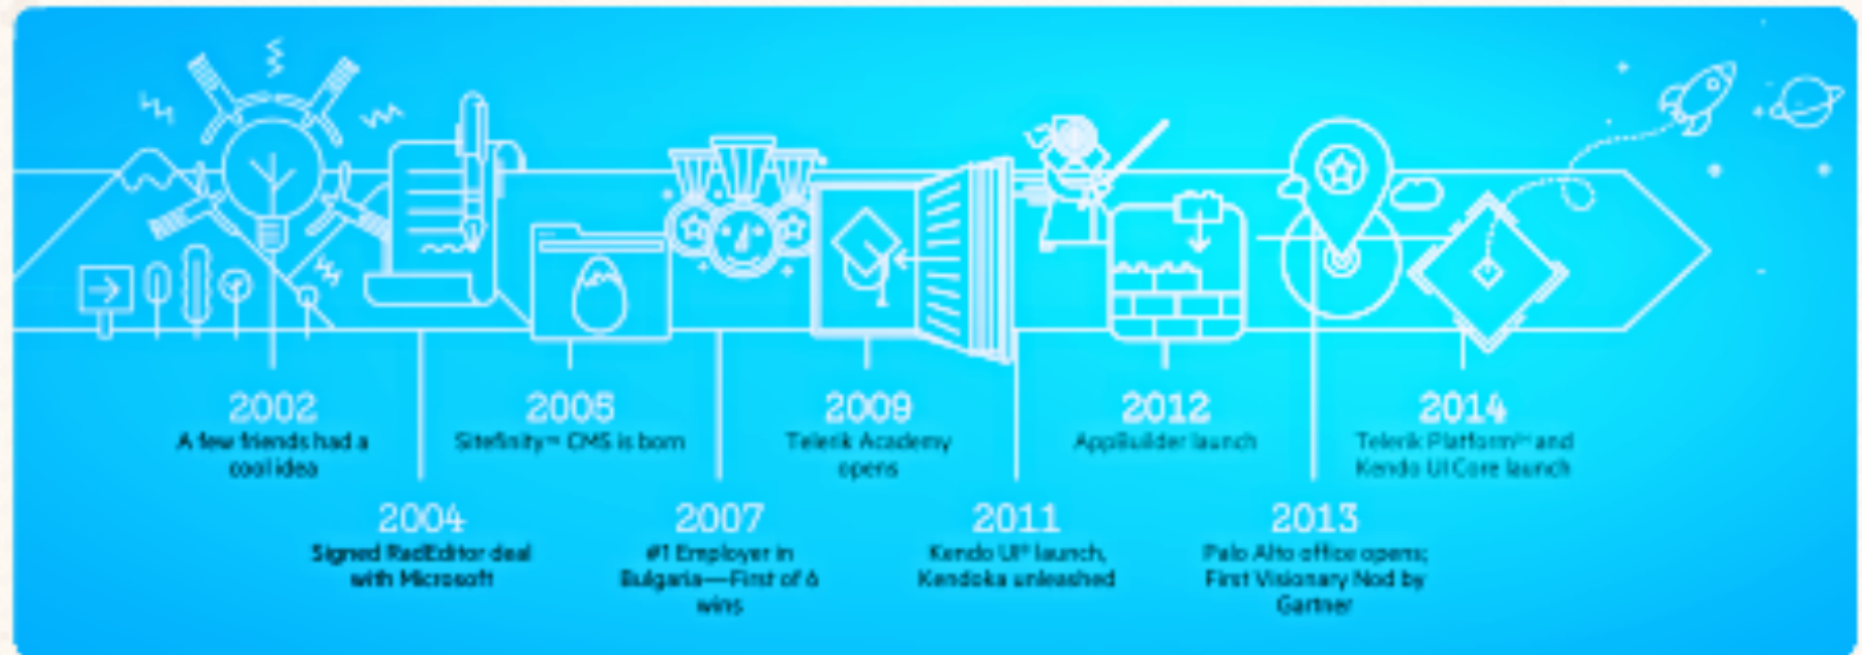 2002
A few friends had a
cool idea
2004
Signed RadEditor deal
with Microsoft
2005
Sitefinity™ CMS is born
2007
#1 Employer in
Bulgaria—First of 6
wins
2009
Telerik Academy
opens
2011
Kendo UI® launch,
Kendoka unleashed
2012
AppBuilder launch
2013
Palo Alto office opens;
First Visionary Nod by
Gartner
2014
Telerik Platform℠ and
Kendo UI Core launch